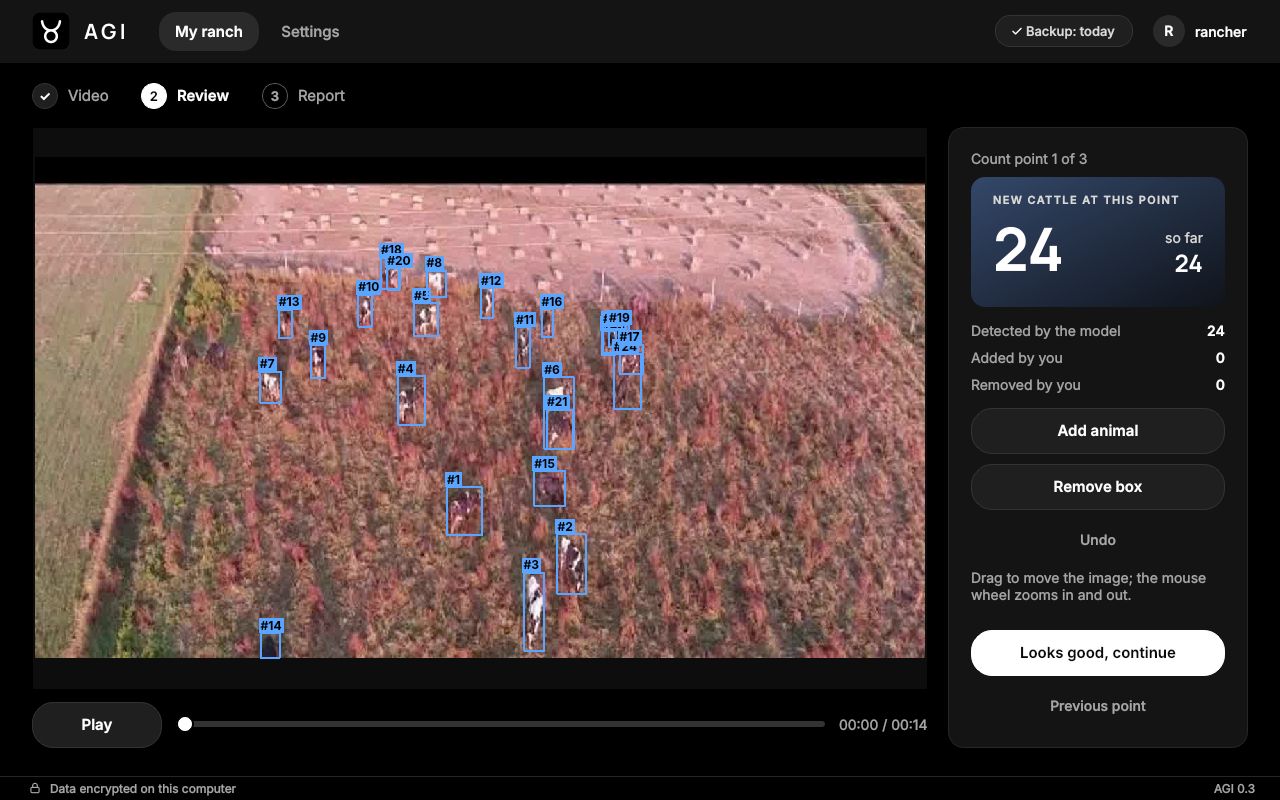 AGI
My ranch
Settings
Backup: today
R
rancher
Video
2
Review
3
Report
#18
#20
#8
#12
#10
#5
#13
#16
#11
#19
#9
#17
#7
#4
#6
#21
#15
#1
#2
#3
#14
Play
00:00 / 00:14
Count point 1 of 3
NEW CATTLE AT THIS POINT
24
so far
24
Detected by the model
24
Added by you
0
Removed by you
0
Add animal
Remove box
Undo
Drag to move the image; the mouse
wheel zooms in and out.
Looks good, continue
Previous point
Data encrypted on this computer
AGI 0.3